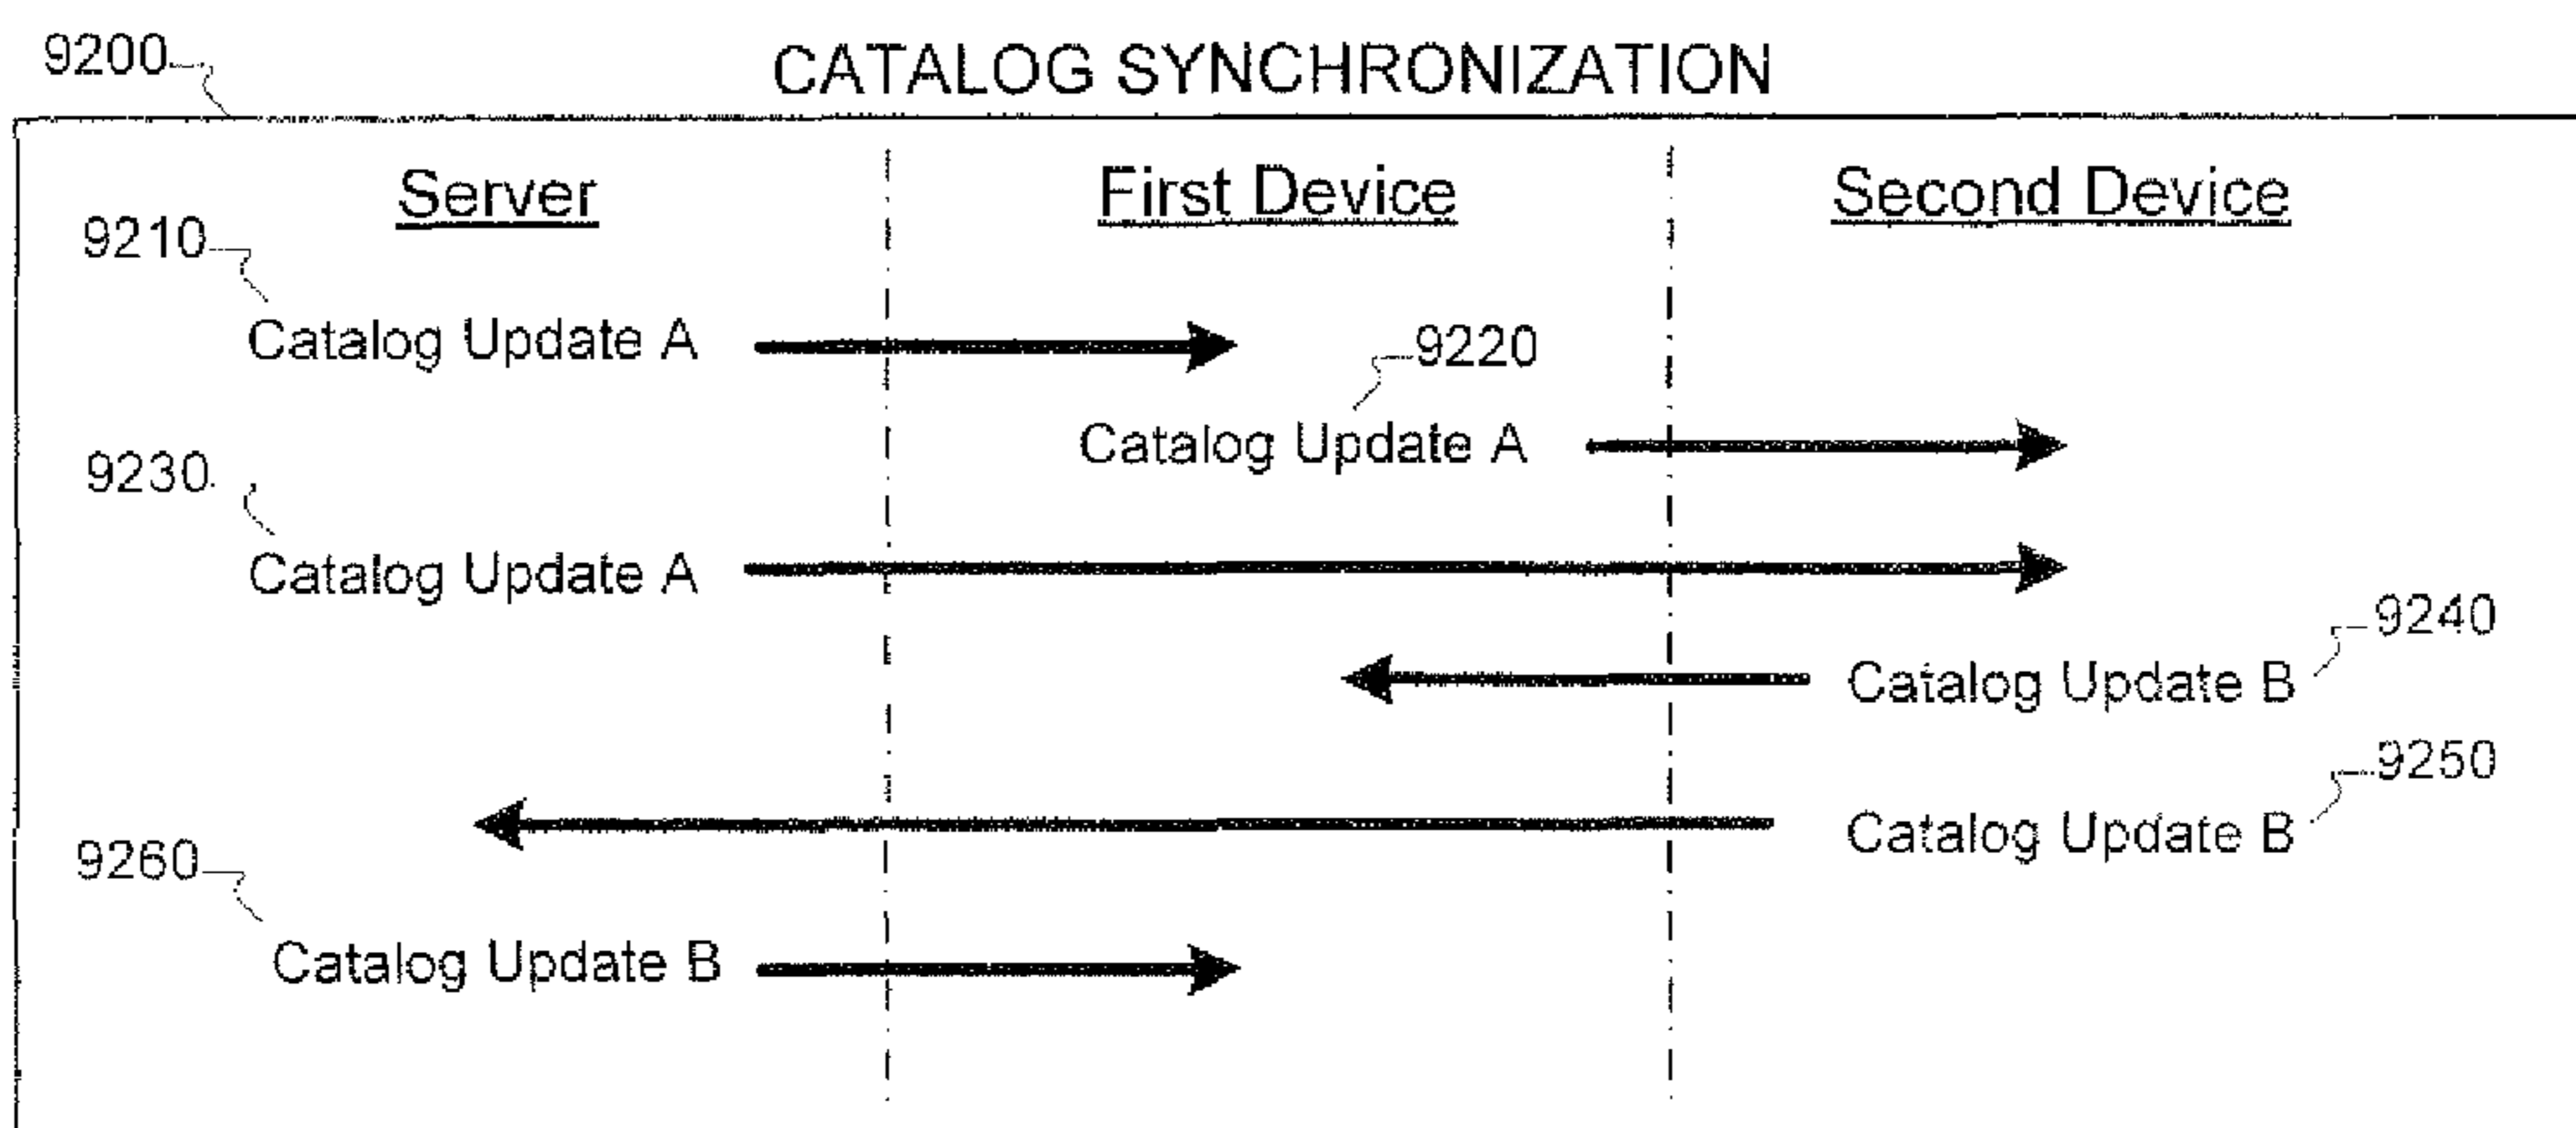 9200
CATALOG SYNCHRONIZATION
Server First Device Second Device
9210
Catalog Update A
9220
Catalog Update A
9230
Catalog Update A
9240
Catalog Update B
9250
Catalog Update B
9260
Catalog Update B